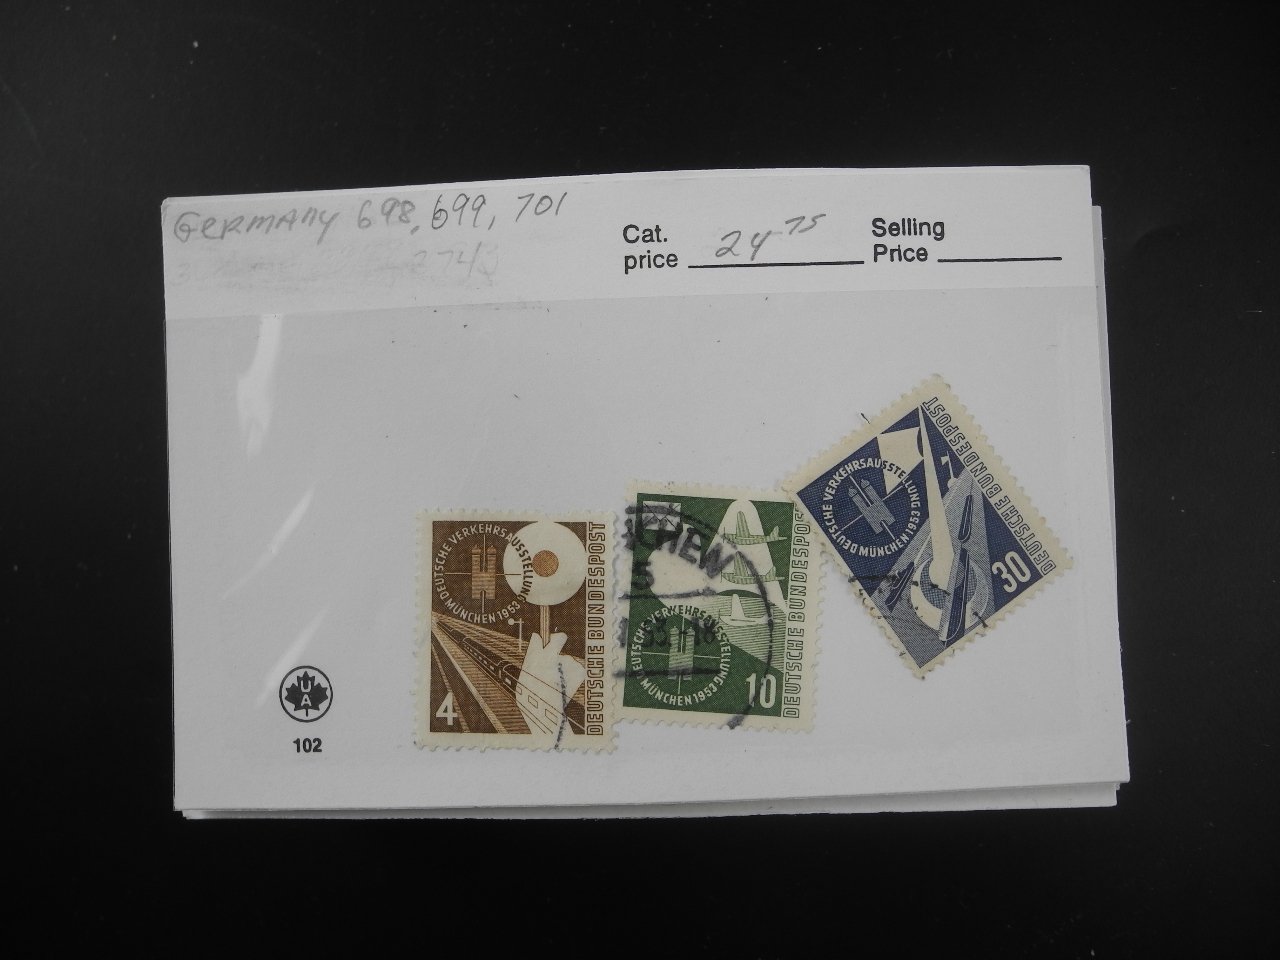 Germany 698, 699, 701
Cat. price 24 75
Selling Price
DEUTSCHE VERKEHRSAUSSTELLUNG MÜNCHEN 1953
DEUTSCHE BUNDESPOST
4
DEUTSCHE VERKEHRSAUSSTELLUNG MÜNCHEN 1953
DEUTSCHE BUNDESPOST
10
DEUTSCHE VERKEHRSAUSSTELLUNG MÜNCHEN 1953
DEUTSCHE BUNDESPOST
30
UA
102